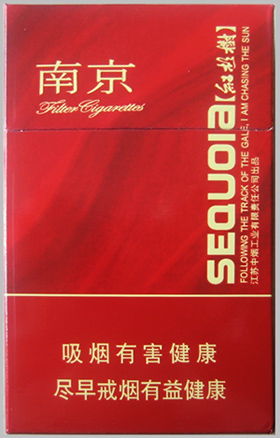 南京
Filter Cigarettes
SEQUOIA【紅杉樹】
FOLLOWING THE TRACK OF THE GALE, I AM CHASING THE SUN
江苏中烟工业有限责任公司出品
吸烟有害健康
尽早戒烟有益健康